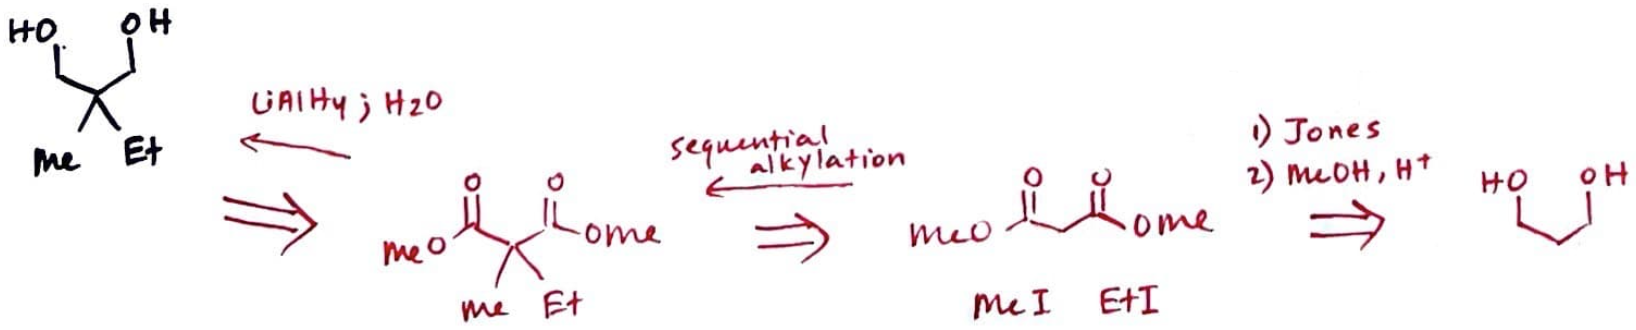 HO OH
Me Et
LiAlH4 ; H2O
O O
MeO OMe
Me Et
sequential
alkylation
O O
MeO OMe
MeI EtI
1) Jones
2) MeOH, H+
HO OH